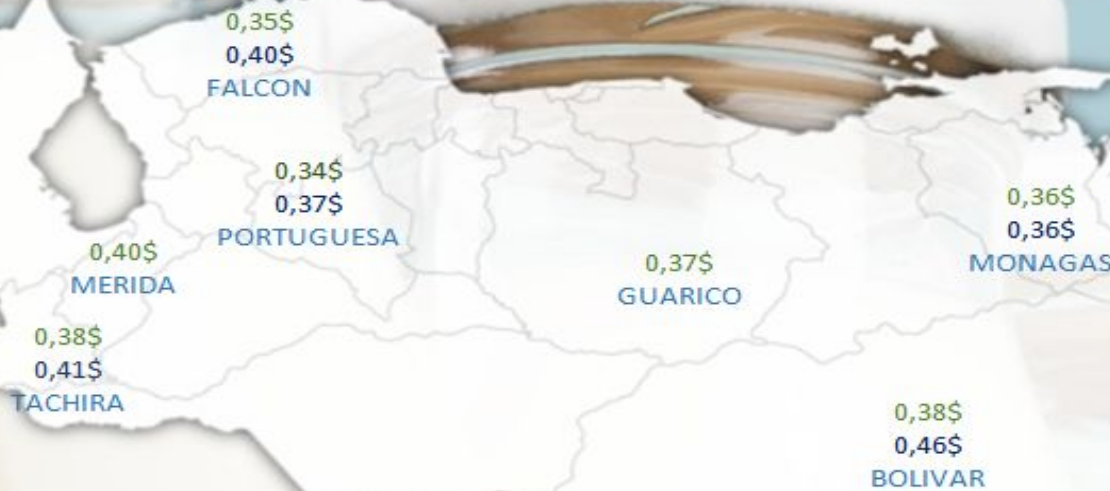 0,35$
0,40$
FALCON
0,34$
0,37$
PORTUGUESA
0,36$
0,36$
MONAGAS
0,40$
MERIDA
0,37$
GUARICO
0,38$
0,41$
TACHIRA
0,38$
0,46$
BOLIVAR